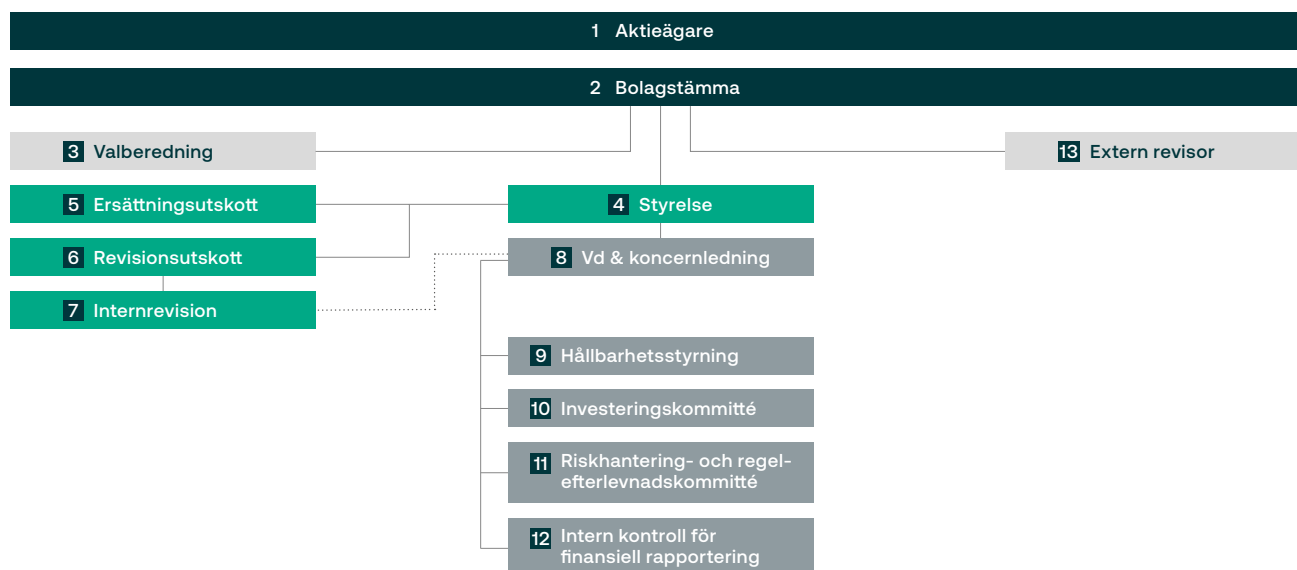 1 Aktieägare
2 Bolagstämma
3 Valberedning
13 Extern revisor
5 Ersättningsutskott
4 Styrelse
6 Revisionsutskott
8 Vd & koncernledning
7 Internrevision
9 Hållbarhetsstyrning
10 Investeringskommitté
11 Riskhantering- och regel-
efterlevnadskommitté
12 Intern kontroll för
finansiell rapportering